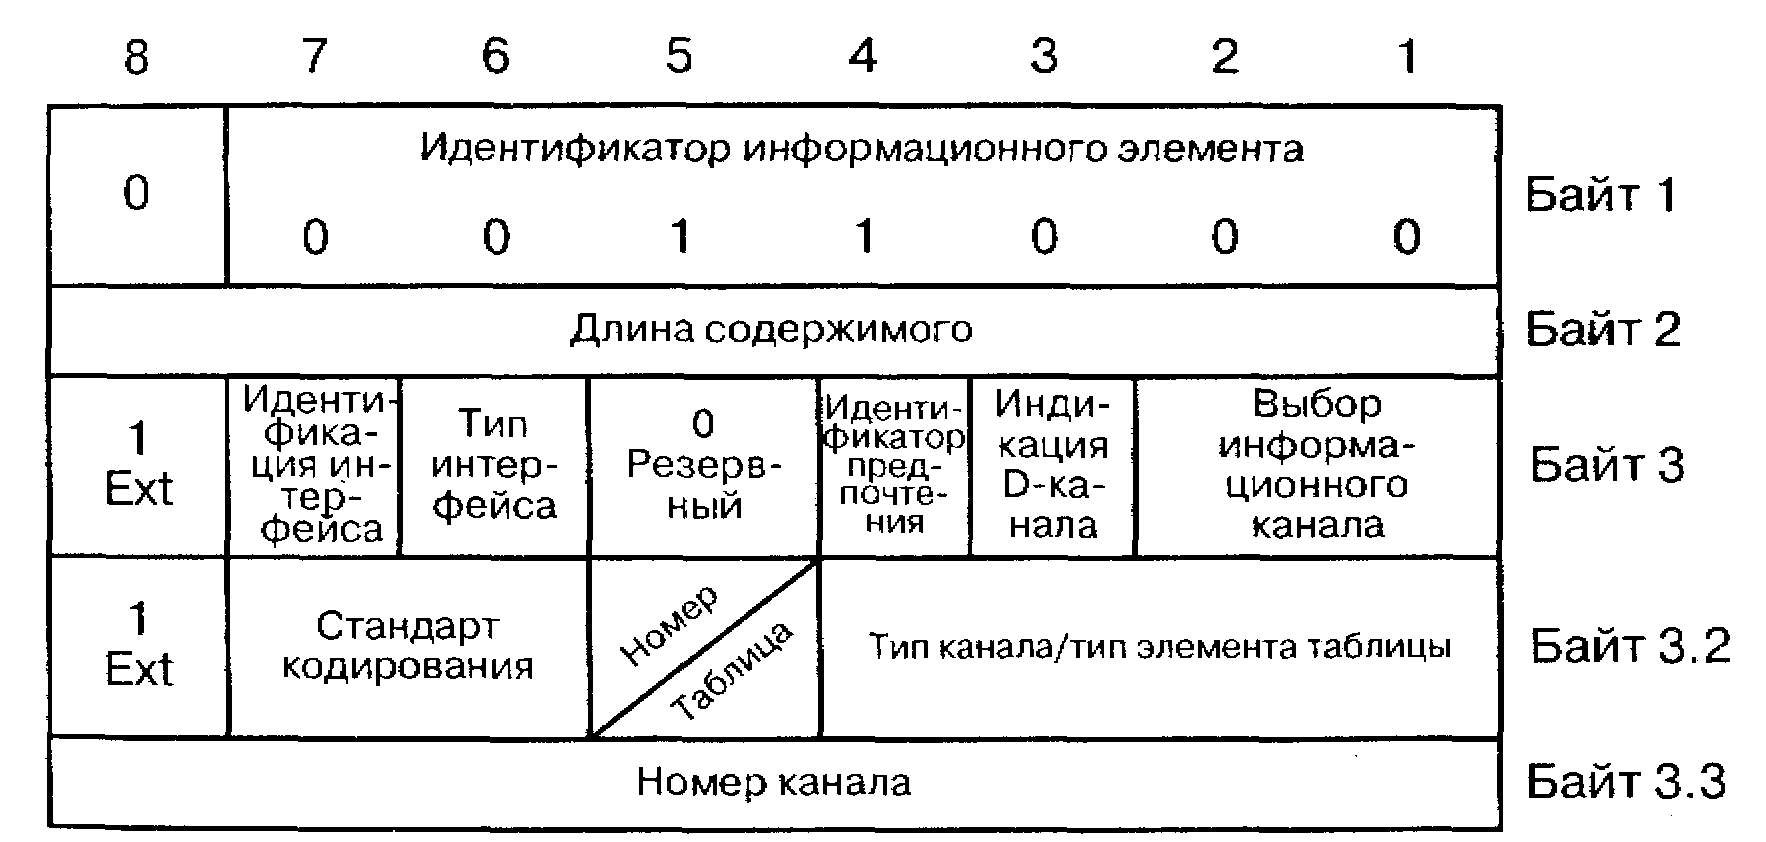 8 7 6 5 4 3 2 1
Идентификатор информационного элемента
0
0 0 1 1 0 0 0
Байт 1
Длина содержимого
Байт 2
1
Ext
Иденти-
фика-
ция ин-
тер-
фейса
Тип
интер-
фейса
0
Резерв-
ный
Иденти-
фикатор
пред-
почте-
ния
Инди-
кация
D-ка-
нала
Выбор
информа-
ционного
канала
Байт 3
1
Ext
Стандарт
кодирования
Номер
Таблица
Тип канала/тип элемента таблицы
Байт 3.2
Номер канала
Байт 3.3